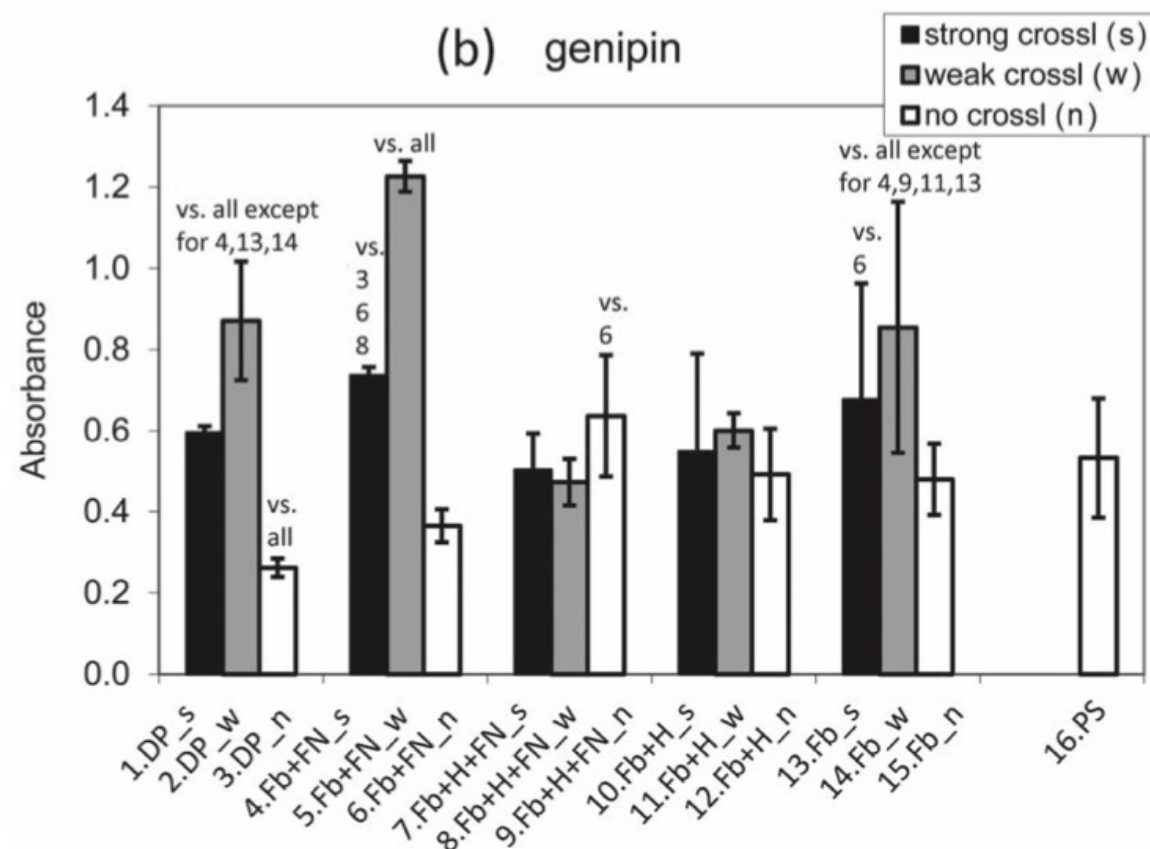 (b) genipin
strong crossl (s)
weak crossl (w)
no crossl (n)
Absorbance
1.4
1.2
1.0
0.8
0.6
0.4
0.2
0.0
vs. all except
for 4,13,14
vs.
all
vs.
3
6
8
vs. all
vs.
6
vs.
6
vs. all except
for 4,9,11,13
1.DP_s
2.DP_w
3.DP_n
4.Fb+FN_s
5.Fb+FN_w
6.Fb+FN_n
7.Fb+H+FN_s
8.Fb+H+FN_w
9.Fb+H+FN_n
10.Fb+H_s
11.Fb+H_w
12.Fb+H_n
13.Fb_s
14.Fb_w
15.Fb_n
16.PS